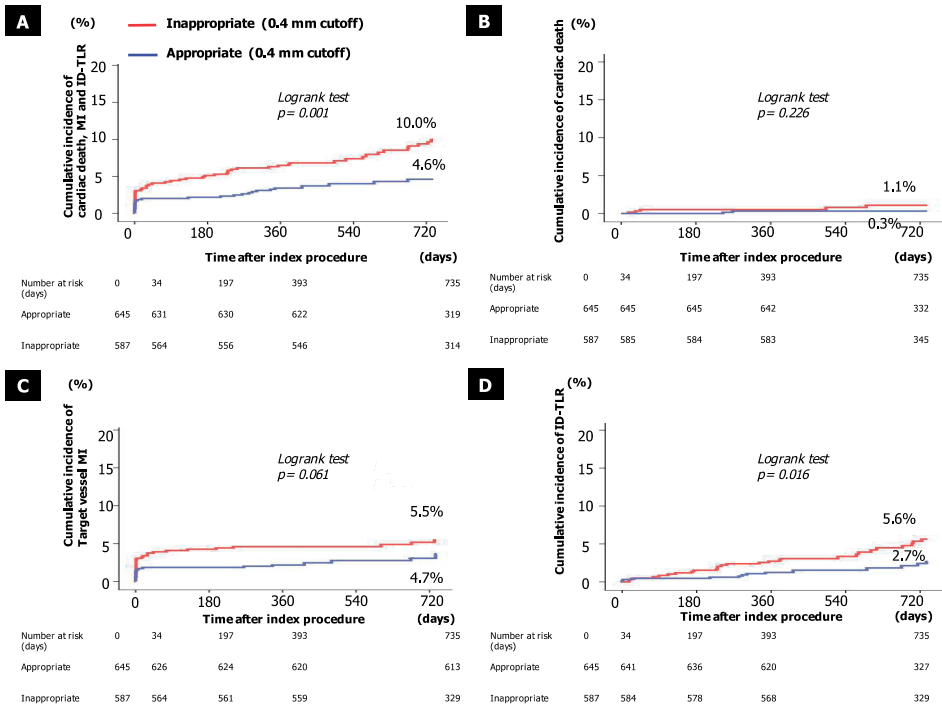 A
(%)
Inappropriate (0.4 mm cutoff)
Appropriate (0.4 mm cutoff)
Cumulative incidence of
cardiac death, MI and ID-TLR
20
15
10
5
0
Logrank test
p= 0.001
10.0%
4.6%
0 180 360 540 720
Time after index procedure (days)
Number at risk
(days)
0 34 197 393 735
Appropriate 645 631 630 622 319
Inappropriate 587 564 556 546 314
B
(%)
Cumulative incidence of cardiac death
20
15
10
5
0
Logrank test
p= 0.226
1.1%
0.3%
0 180 360 540 720
Time after index procedure (days)
Number at risk
(days)
0 34 197 393 735
Appropriate 645 645 645 642 332
Inappropriate 587 585 584 583 345
C
(%)
Cumulative incidence of
Target vessel MI
20
15
10
5
0
Logrank test
p= 0.061
5.5%
4.7%
0 180 360 540 720
Time after index procedure (days)
Number at risk
(days)
0 34 197 393 735
Appropriate 645 626 624 620 613
Inappropriate 587 564 561 559 329
D
(%)
Cumulative incidence of ID-TLR
20
15
10
5
0
Logrank test
p= 0.016
5.6%
2.7%
0 180 360 540 720
Time after index procedure (days)
Number at risk
(days)
0 34 197 393 735
Appropriate 645 641 636 620 327
Inappropriate 587 584 578 568 329